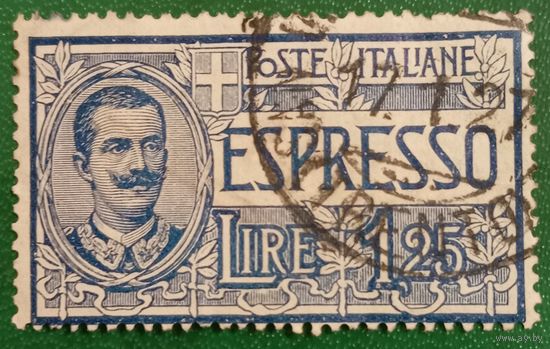 POSTE ITALIANE
ESPRESSO
LIRE 1,25